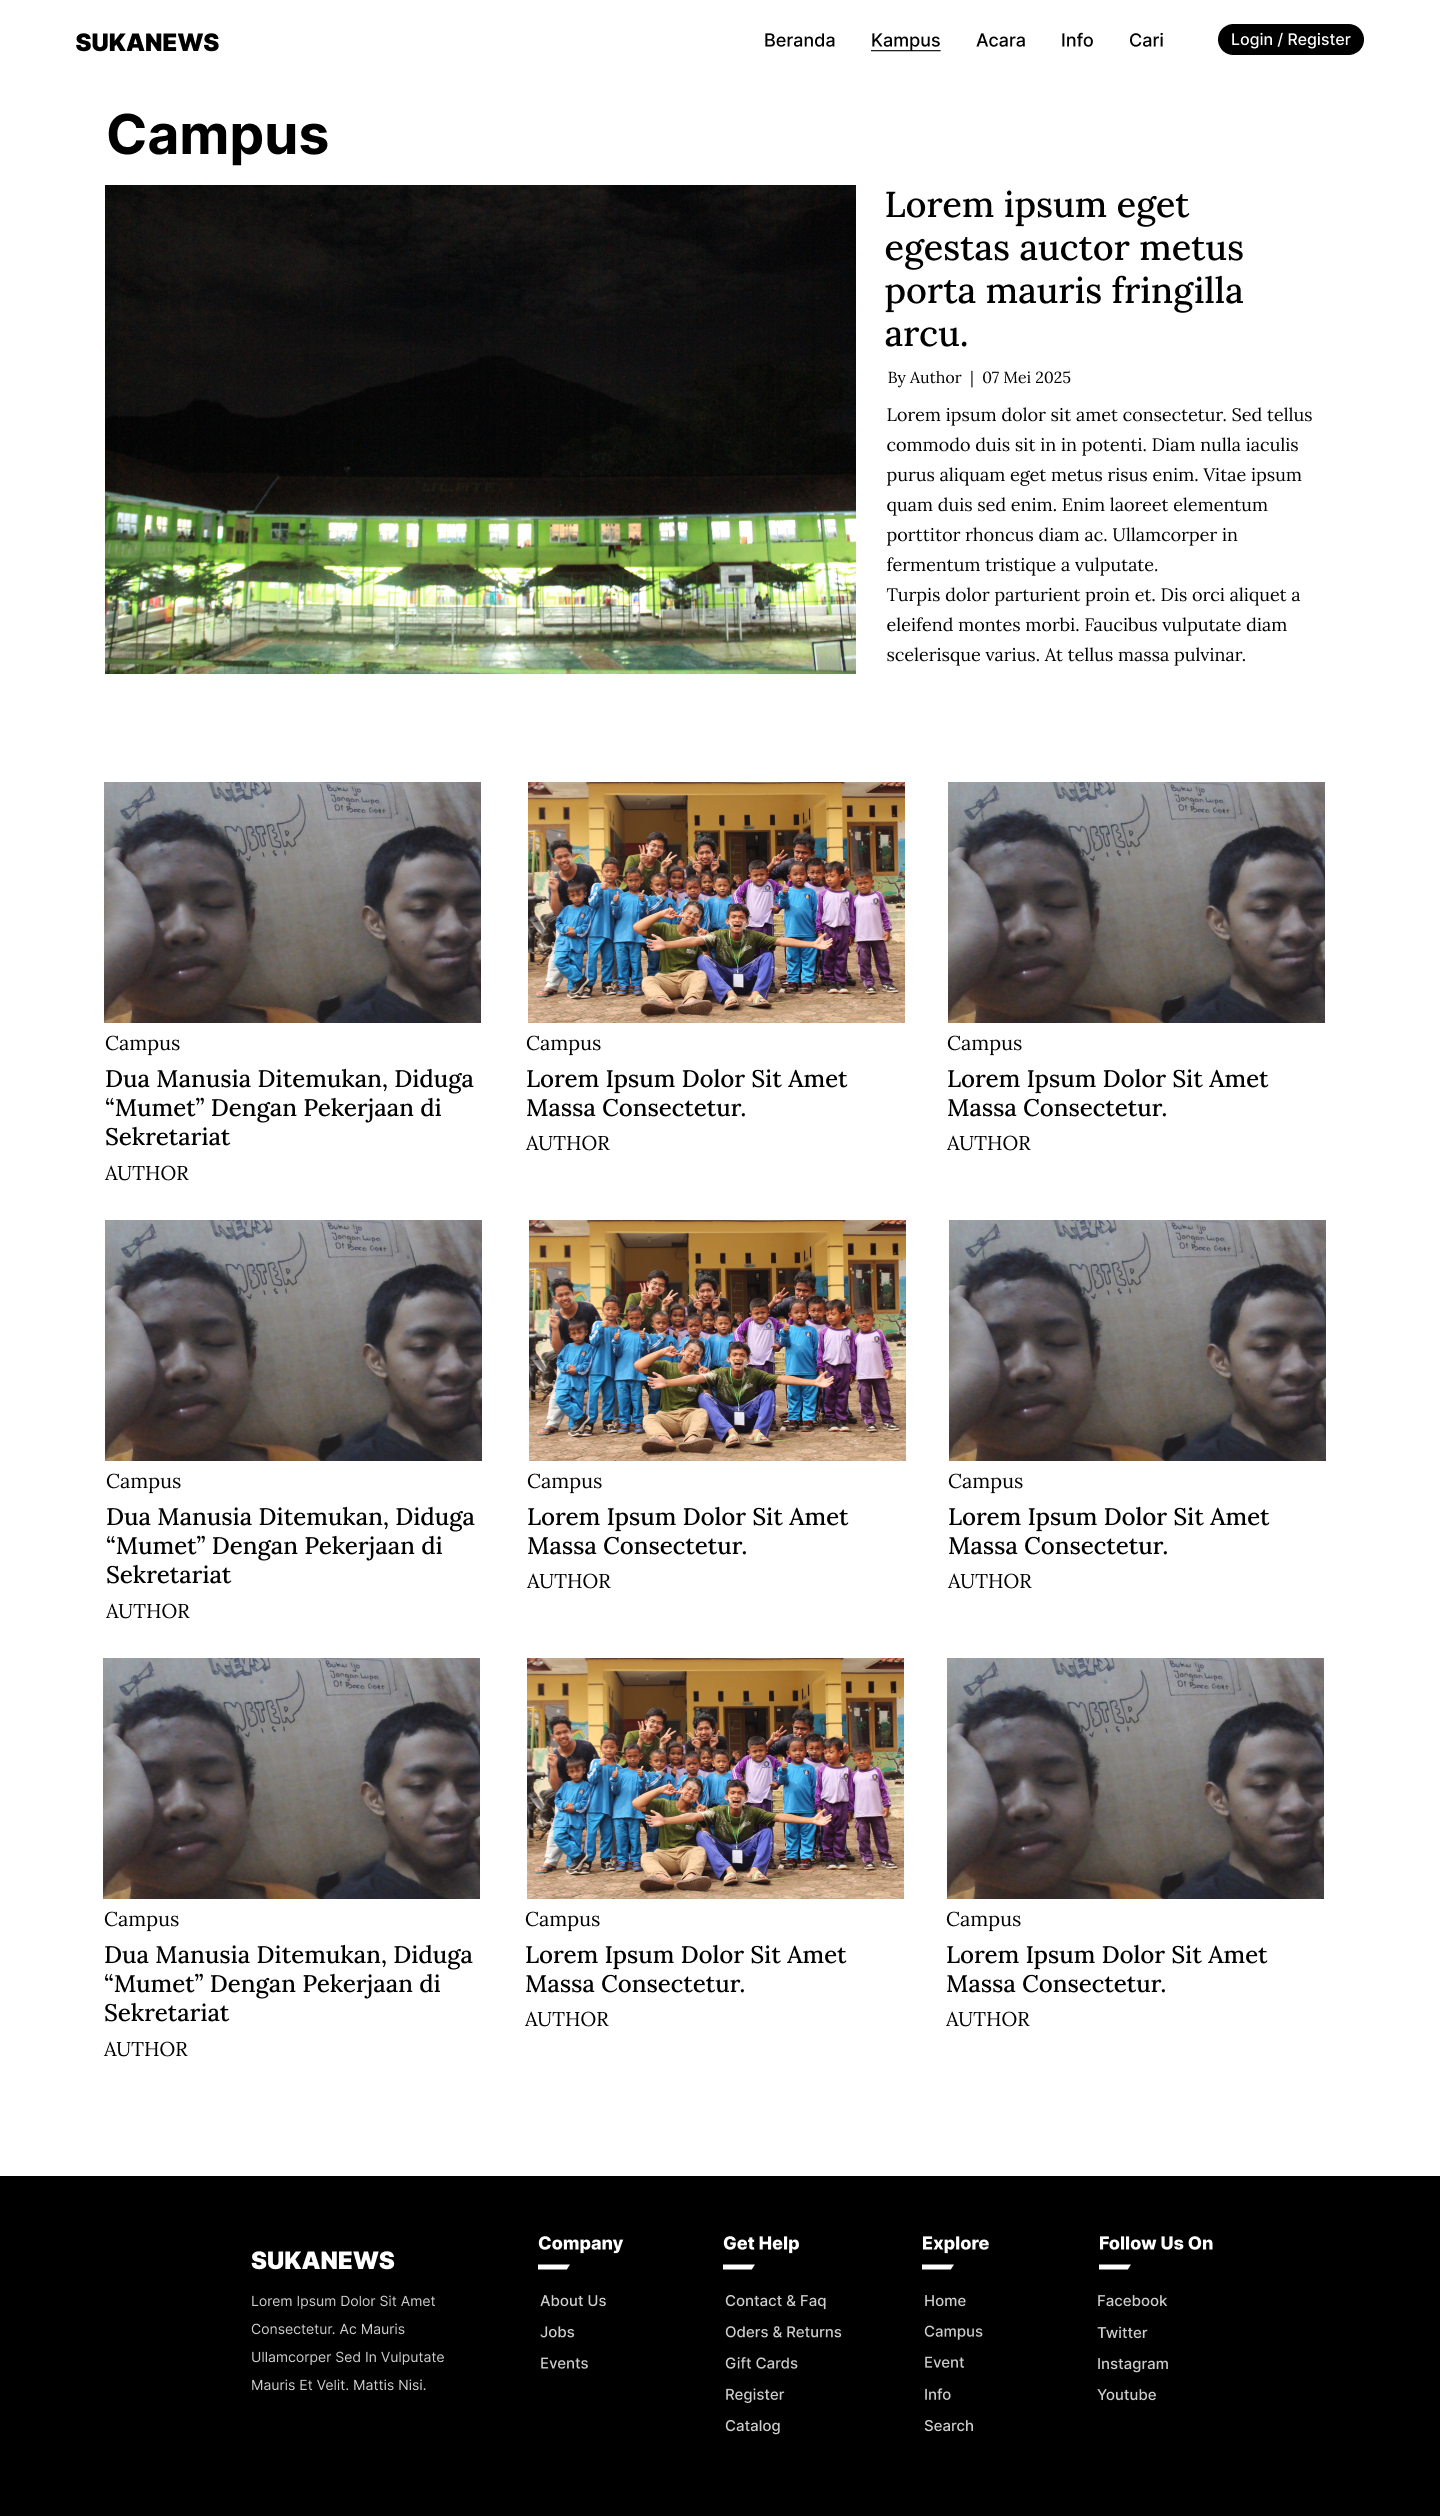 SUKANEWS
Beranda Kampus Acara Info Cari Login / Register
Campus
Lorem ipsum eget
egestas auctor metus
porta mauris fringilla
arcu.
By Author | 07 Mei 2025
Lorem ipsum dolor sit amet consectetur. Sed tellus
commodo duis sit in in potenti. Diam nulla iaculis
purus aliquam eget metus risus enim. Vitae ipsum
quam duis sed enim. Enim laoreet elementum
porttitor rhoncus diam ac. Ullamcorper in
fermentum tristique a vulputate.
Turpis dolor parturient proin et. Dis orci aliquet a
eleifend montes morbi. Faucibus vulputate diam
scelerisque varius. At tellus massa pulvinar.
Campus
Dua Manusia Ditemukan, Diduga
“Mumet” Dengan Pekerjaan di
Sekretariat
AUTHOR
Campus
Lorem Ipsum Dolor Sit Amet
Massa Consectetur.
AUTHOR
Campus
Lorem Ipsum Dolor Sit Amet
Massa Consectetur.
AUTHOR
Campus
Dua Manusia Ditemukan, Diduga
“Mumet” Dengan Pekerjaan di
Sekretariat
AUTHOR
Campus
Lorem Ipsum Dolor Sit Amet
Massa Consectetur.
AUTHOR
Campus
Lorem Ipsum Dolor Sit Amet
Massa Consectetur.
AUTHOR
Campus
Dua Manusia Ditemukan, Diduga
“Mumet” Dengan Pekerjaan di
Sekretariat
AUTHOR
Campus
Lorem Ipsum Dolor Sit Amet
Massa Consectetur.
AUTHOR
Campus
Lorem Ipsum Dolor Sit Amet
Massa Consectetur.
AUTHOR
SUKANEWS
Lorem Ipsum Dolor Sit Amet
Consectetur. Ac Mauris
Ullamcorper Sed In Vulputate
Mauris Et Velit. Mattis Nisi.
Company
About Us
Jobs
Events
Get Help
Contact & Faq
Oders & Returns
Gift Cards
Register
Catalog
Explore
Home
Campus
Event
Info
Search
Follow Us On
Facebook
Twitter
Instagram
Youtube